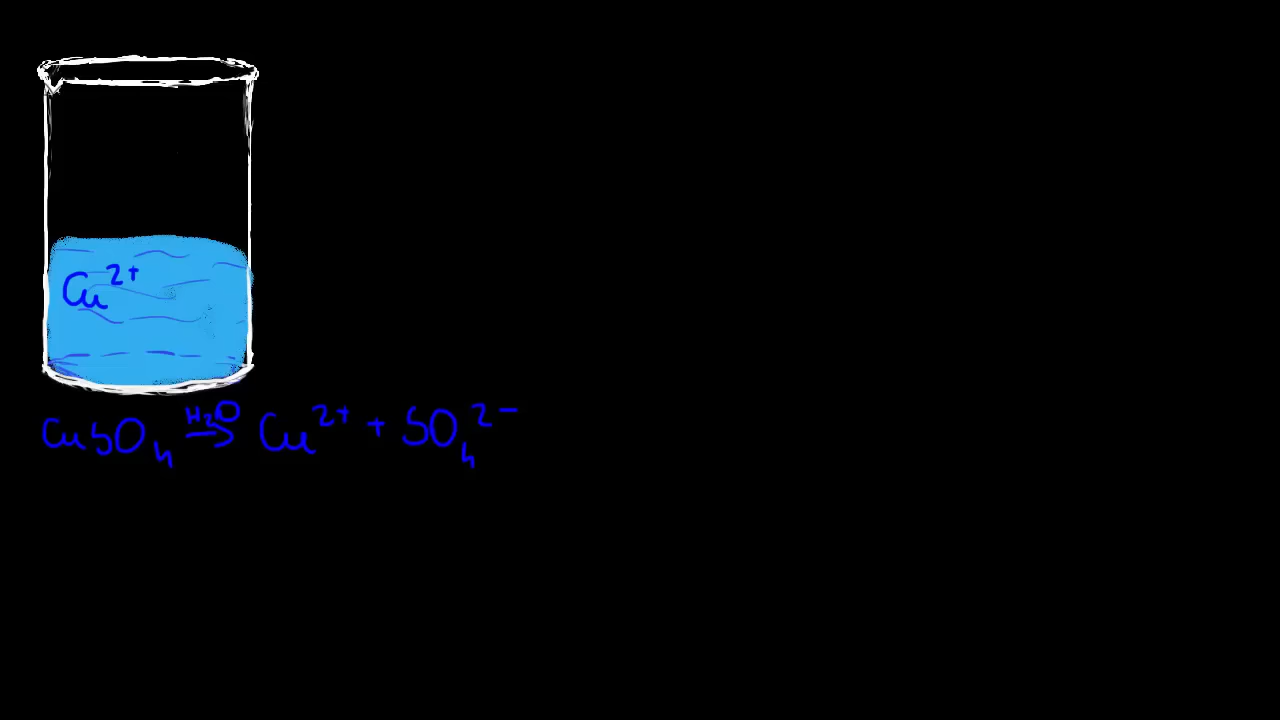 Cu²⁺
CuSO₄ H₂O → Cu²⁺ + SO₄²⁻